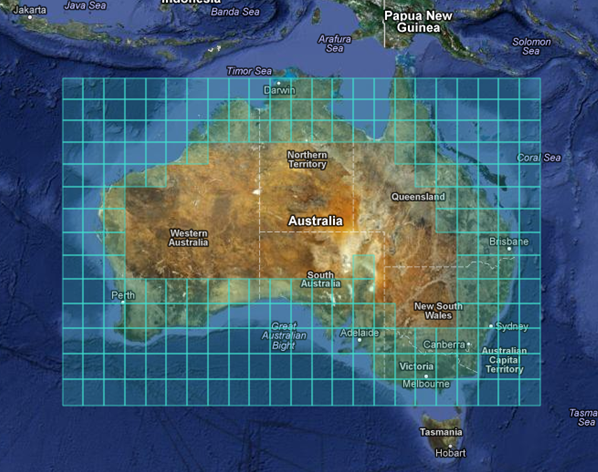 Indonesia
Jakarta
Java Sea
Banda Sea
Papua New
Guinea
Arafura
Sea
Solomon
Sea
Timor Sea
Darwin
Coral Sea
Northern
Territory
Queensland
Western
Australia
Australia
Brisbane
South
Australia
Perth
New South
Wales
Great
Australian
Bight
Adelaide
Sydney
Canberra
Australian
Capital
Territory
Victoria
Melbourne
Tasmania
Hobart
Tasma
Sea